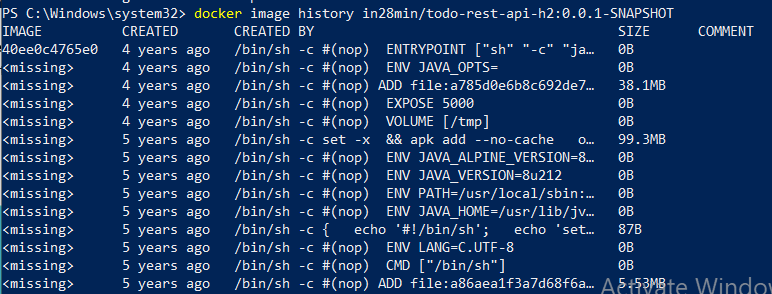 PS C:\Windows\system32> docker image history in28min/todo-rest-api-h2:0.0.1-SNAPSHOT
IMAGE CREATED CREATED BY SIZE COMMENT
40ee0c4765e0 4 years ago /bin/sh -c #(nop) ENTRYPOINT ["sh" "-c" "ja… 0B
<missing> 4 years ago /bin/sh -c #(nop) ENV JAVA_OPTS= 0B
<missing> 4 years ago /bin/sh -c #(nop) ADD file:a785d0e6b8c692de7… 38.1MB
<missing> 4 years ago /bin/sh -c #(nop) EXPOSE 5000 0B
<missing> 4 years ago /bin/sh -c #(nop) VOLUME [/tmp] 0B
<missing> 5 years ago /bin/sh -c set -x && apk add --no-cache o… 99.3MB
<missing> 5 years ago /bin/sh -c #(nop) ENV JAVA_ALPINE_VERSION=8… 0B
<missing> 5 years ago /bin/sh -c #(nop) ENV JAVA_VERSION=8u212 0B
<missing> 5 years ago /bin/sh -c #(nop) ENV PATH=/usr/local/sbin:… 0B
<missing> 5 years ago /bin/sh -c #(nop) ENV JAVA_HOME=/usr/lib/jv… 0B
<missing> 5 years ago /bin/sh -c { echo '#!/bin/sh'; echo 'set… 87B
<missing> 5 years ago /bin/sh -c #(nop) ENV LANG=C.UTF-8 0B
<missing> 5 years ago /bin/sh -c #(nop) CMD ["/bin/sh"] 0B
<missing> 5 years ago /bin/sh -c #(nop) ADD file:a86aea1f3a7d68f6a… 5.53MB
Activate Window